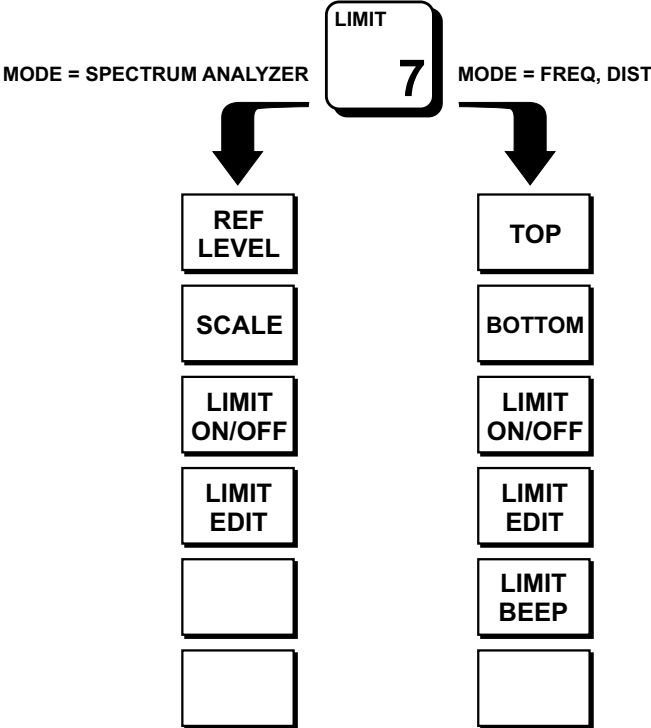 LIMIT
7
MODE = SPECTRUM ANALYZER
MODE = FREQ, DIST
REF
LEVEL
SCALE
LIMIT
ON/OFF
LIMIT
EDIT
TOP
BOTTOM
LIMIT
ON/OFF
LIMIT
EDIT
LIMIT
BEEP